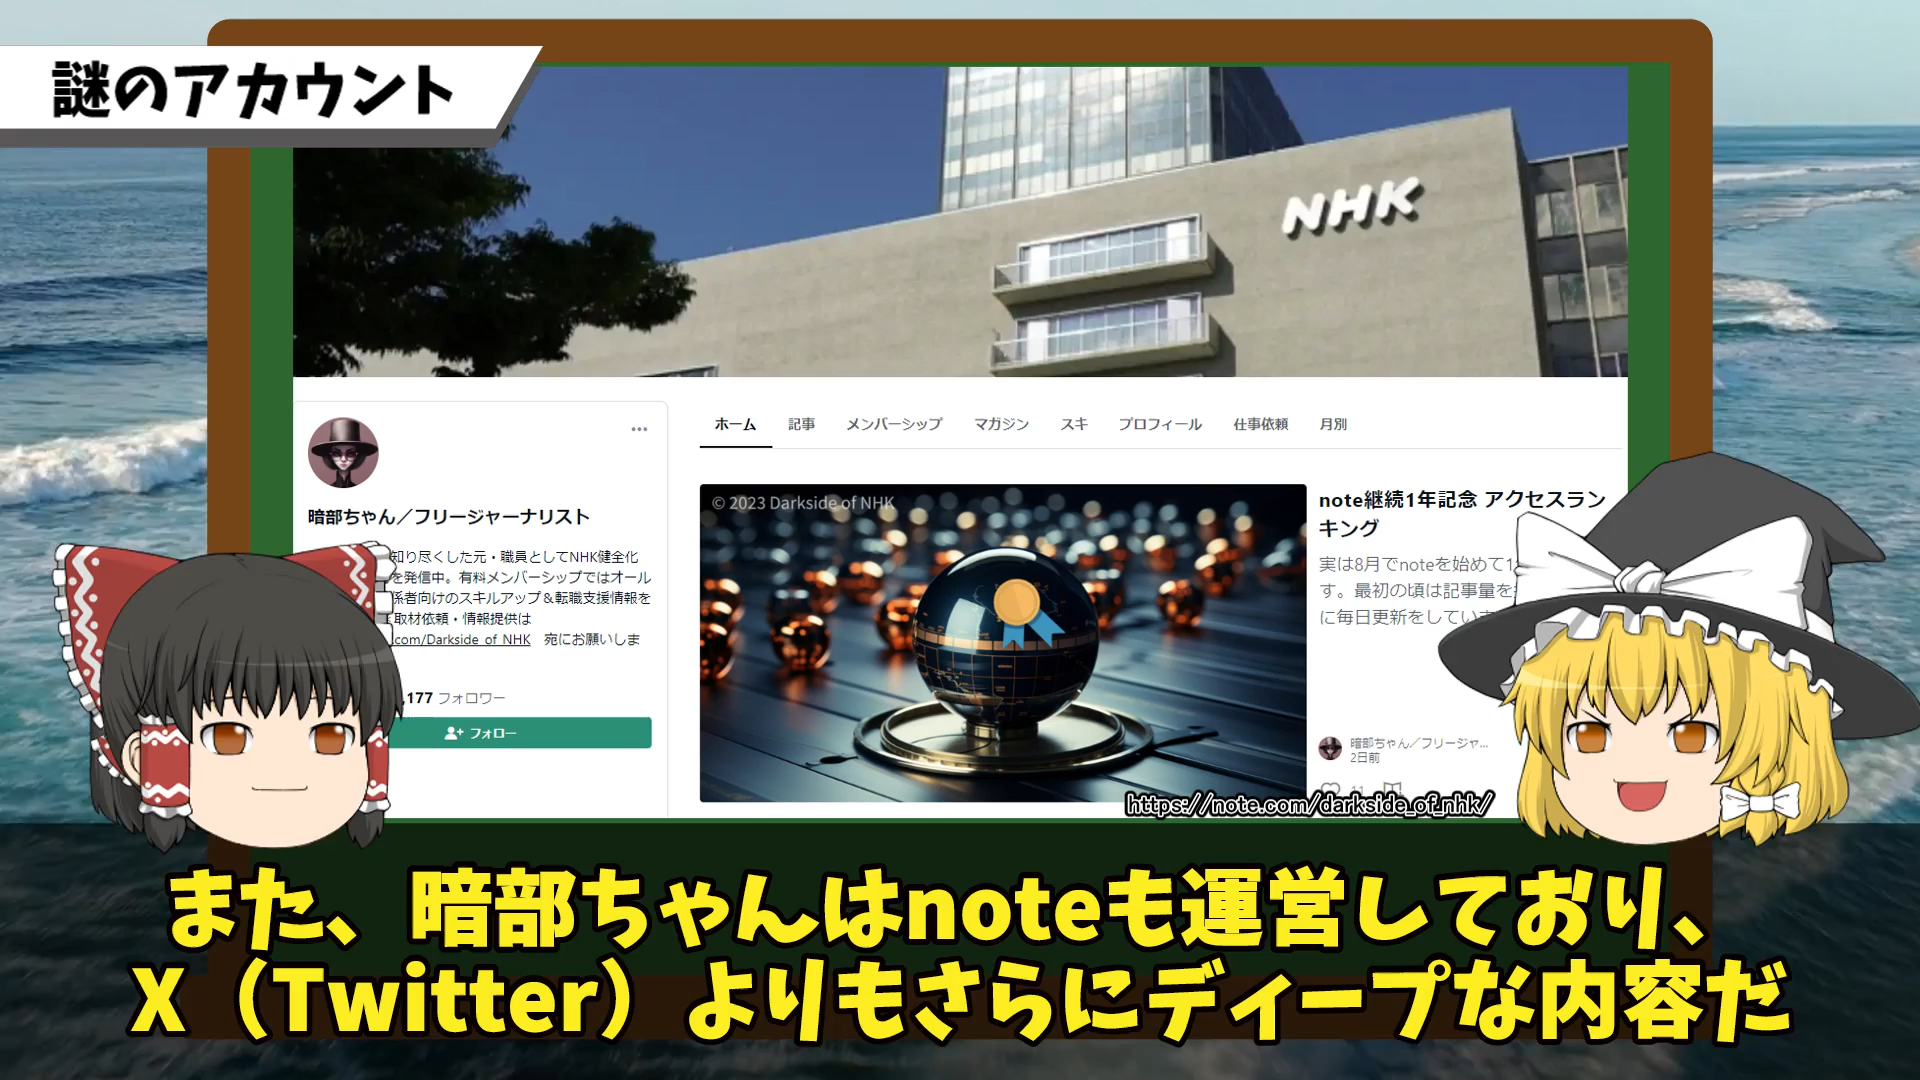 謎のアカウント
NHK
暗部ちゃん／フリージャーナリスト
知り尽くした元・職員としてNHK健全化
を発信中。有料メンバーシップではオール
係者向けのスキルアップ＆転職支援情報を
取材依頼・情報提供は
.com/Darkside_of_NHK 宛にお願いしま
,177 フォロワー
フォロー
ホーム 記事 メンバーシップ マガジン スキ プロフィール 仕事依頼 月別
© 2023 Darkside of NHK
note継続1年記念 アクセスラン
キング
実は8月でnoteを始めて1
す。最初の頃は記事量を
に毎日更新をしてい
暗部ちゃん／フリージャ...
2日前
11
https://note.com/darkside_of_nhk/
また、暗部ちゃんはnoteも運営しており、
X（Twitter）よりもさらにディープな内容だ